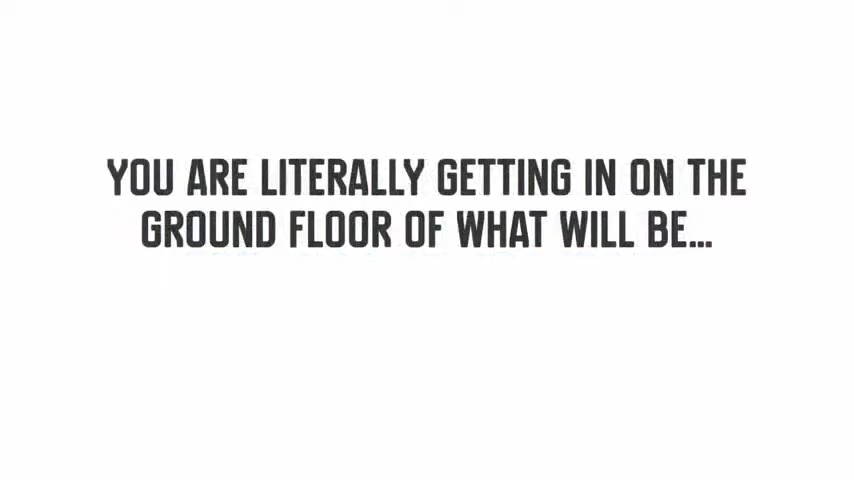 YOU ARE LITERALLY GETTING IN ON THE
GROUND FLOOR OF WHAT WILL BE...